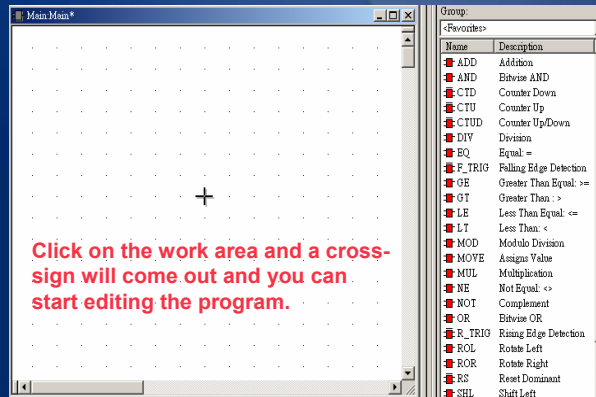 Main:Main*
Click on the work area and a cross-
sign will come out and you can
start editing the program.
Group:
<Favorites>
Name Description
ADD Addition
AND Bitwise AND
CTD Counter Down
CTU Counter Up
CTUD Counter Up/Down
DIV Division
EQ Equal: =
F_TRIG Falling Edge Detection
GE Greater Than Equal: >=
GT Greater Than : >
LE Less Than Equal: <=
LT Less Than: <
MOD Modulo Division
MOVE Assigns Value
MUL Multiplication
NE Not Equal: <>
NOT Complement
OR Bitwise OR
R_TRIG Rising Edge Detection
ROL Rotate Left
ROR Rotate Right
RS Reset Dominant
SHL Shift Left